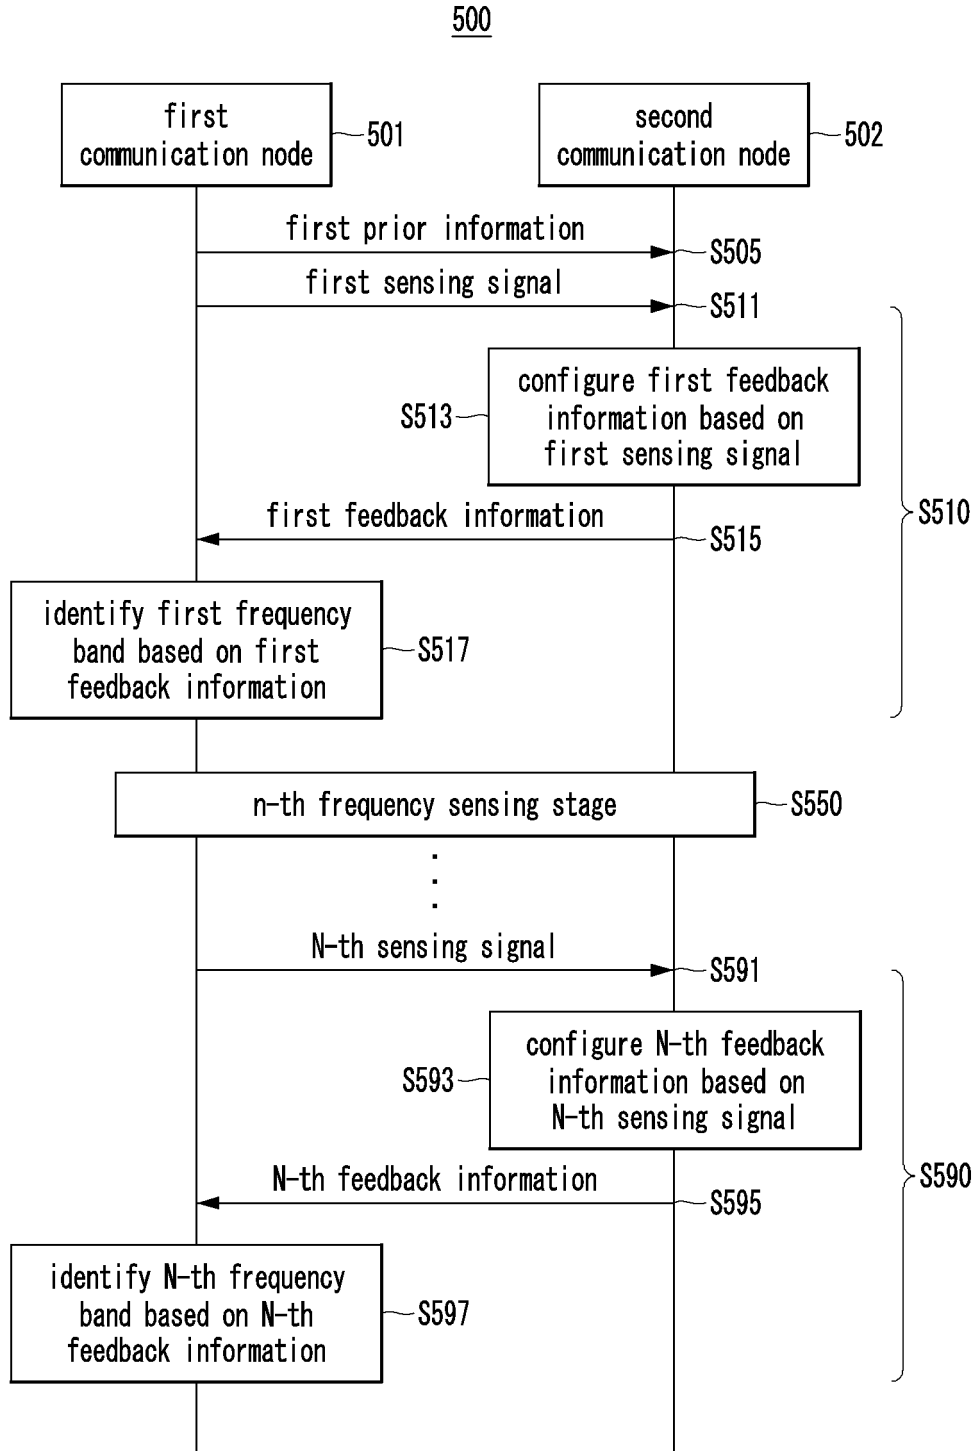 500
first
communication node
501
second
communication node
502
first prior information
S505
first sensing signal
S511
configure first feedback
information based on
first sensing signal
S513
S510
first feedback information
S515
identify first frequency
band based on first
feedback information
S517
n-th frequency sensing stage
S550
N-th sensing signal
S591
configure N-th feedback
information based on
N-th sensing signal
S593
S590
N-th feedback information
S595
identify N-th frequency
band based on N-th
feedback information
S597